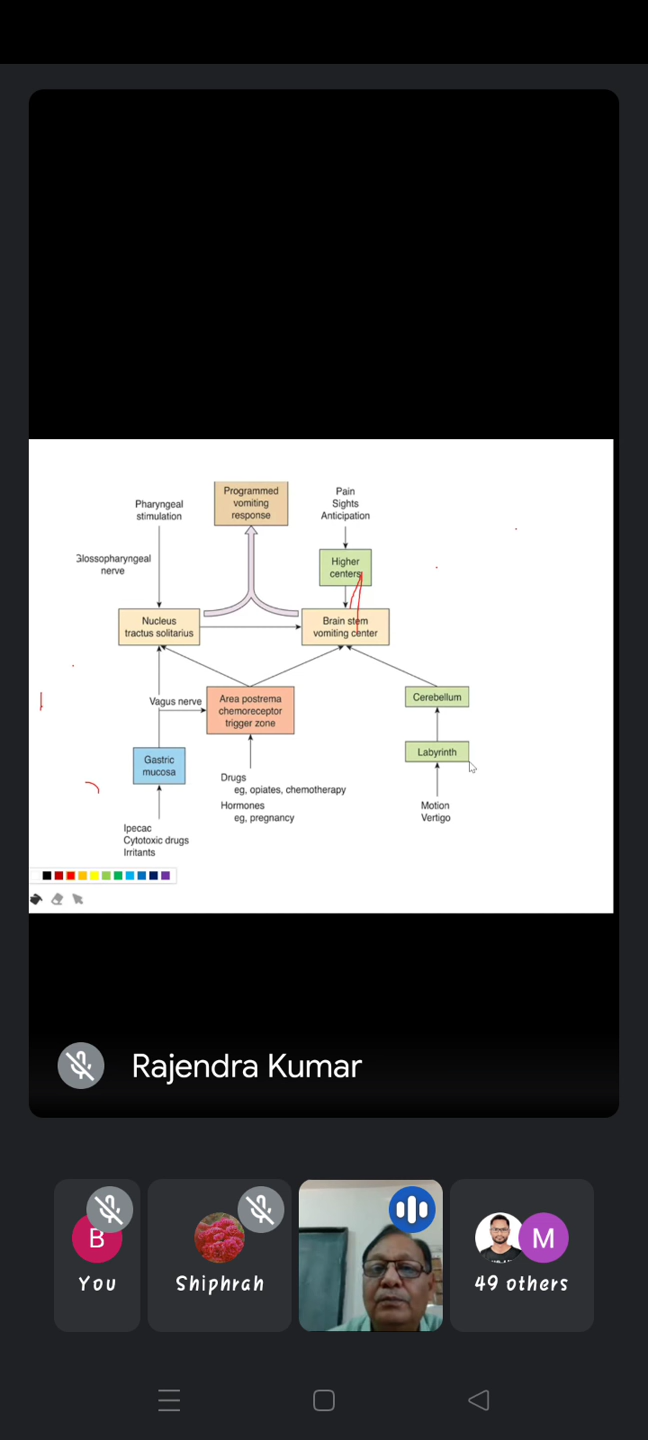 Programmed
vomiting
response
Pharyngeal
stimulation
Pain
Sights
Anticipation
Glossopharyngeal
nerve
Higher
centers
Nucleus
tractus solitarius
Brain stem
vomiting center
Vagus nerve
Area postrema
chemoreceptor
trigger zone
Cerebellum
Gastric
mucosa
Labyrinth
Drugs
eg, opiates, chemotherapy
Hormones
eg, pregnancy
Motion
Vertigo
Ipecac
Cytotoxic drugs
Irritants
Rajendra Kumar
B
You
Shiphrah
M
49 others